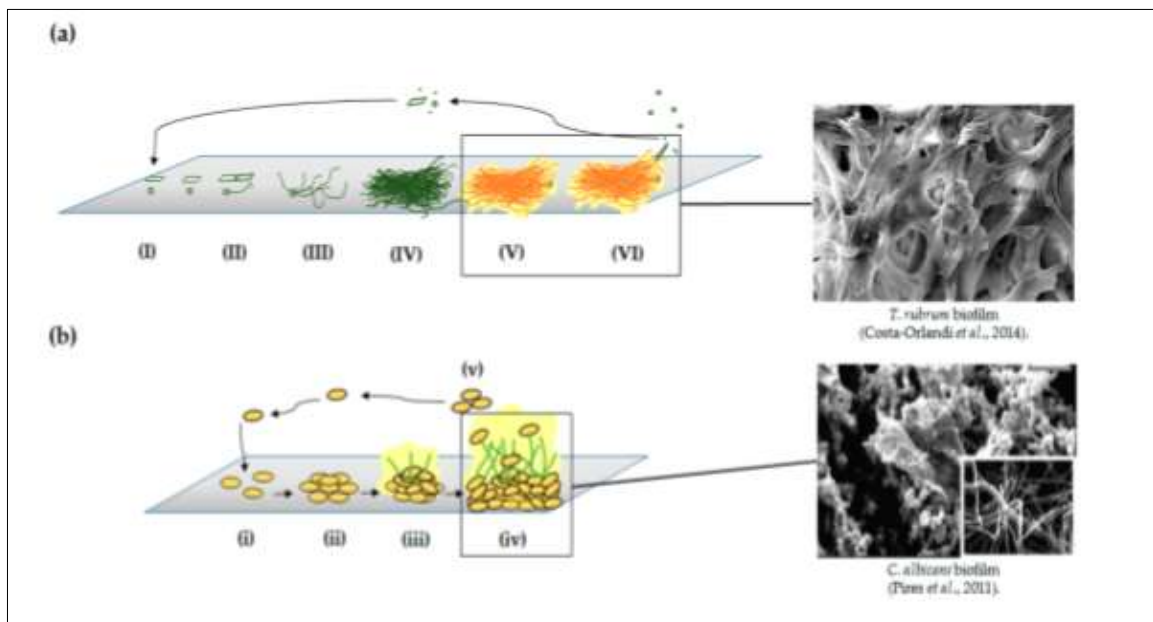 (a)
(I) (II) (III) (IV) (V) (VI)
T. rubrum biofilm
(Costa-Orlandi et al., 2014).
(b)
(v)
(i) (ii) (iii) (iv)
C. albicans biofilm
(Pires et al., 2011).